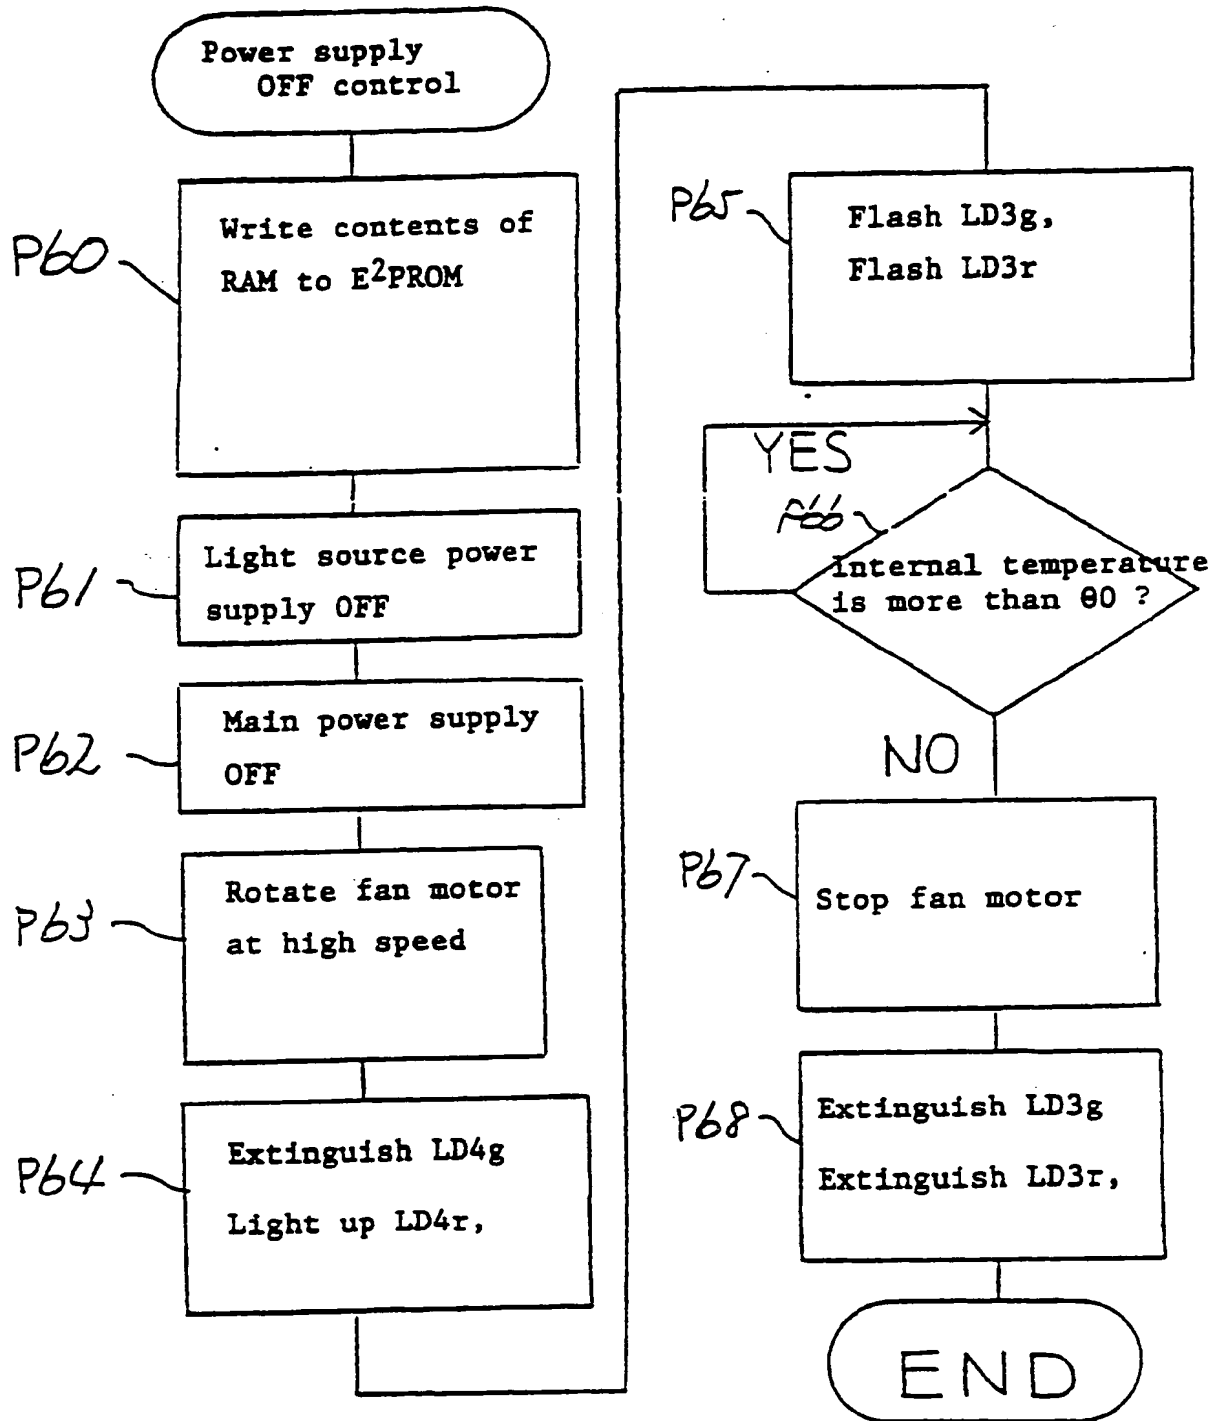 Power supply
OFF control
P60
Write contents of
RAM to E²PROM
P61
Light source power
supply OFF
P62
Main power supply
OFF
P63
Rotate fan motor
at high speed
P64
Extinguish LD4g
Light up LD4r,
P65
Flash LD3g,
Flash LD3r
YES
P66
Internal temperature
is more than θ0 ?
NO
P67
Stop fan motor
P68
Extinguish LD3g
Extinguish LD3r,
END